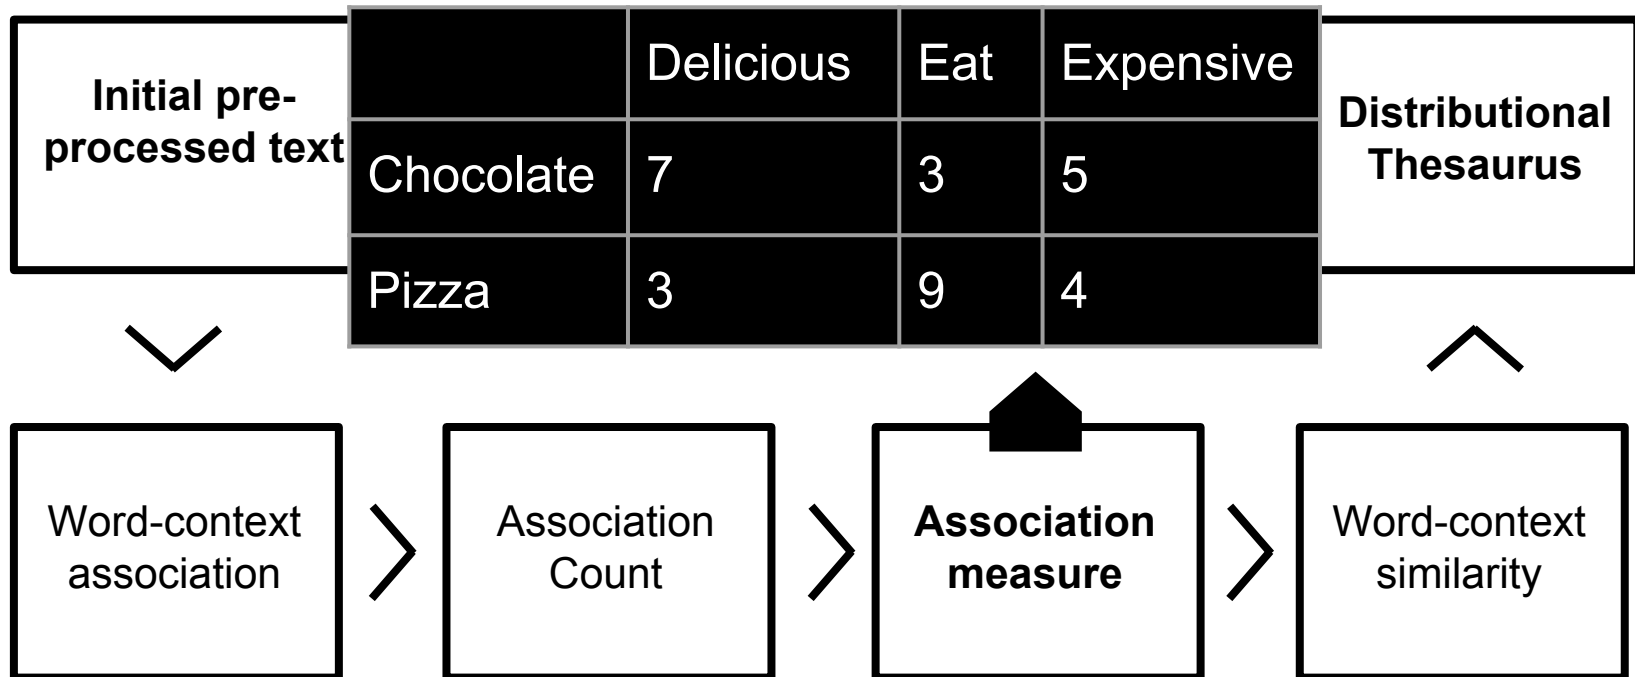 Initial pre-
processed text
Delicious Eat Expensive
Chocolate 7 3 5
Pizza 3 9 4
Distributional
Thesaurus
Word-context
association
Association
Count
Association
measure
Word-context
similarity